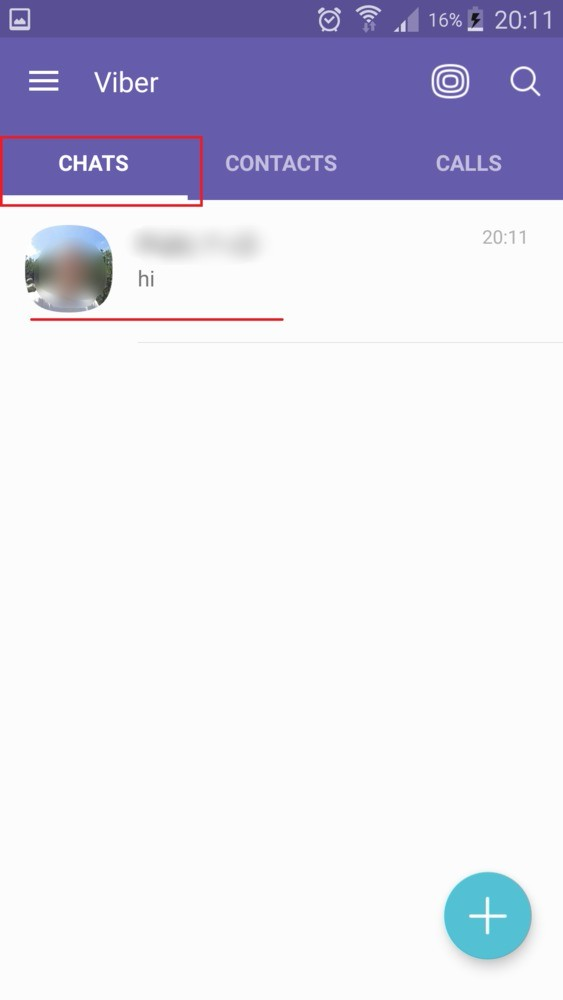 16% 20:11
Viber
CHATS CONTACTS CALLS
20:11
hi